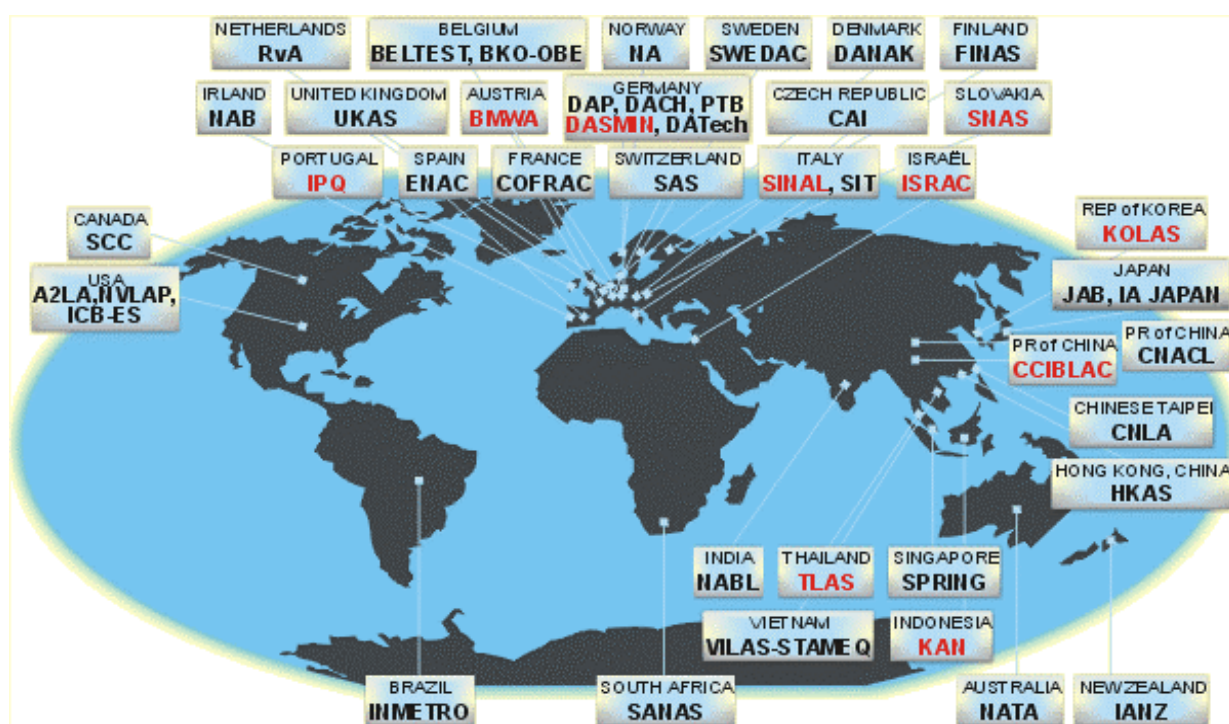 NETHERLANDS
RvA
BELGIUM
BELTEST, BKO-OBE
NORWAY
NA
SWEDEN
SWEDAC
DENMARK
DANAK
FINLAND
FINAS
IRLAND
NAB
UNITED KINGDOM
UKAS
AUSTRIA
BMWA
GERMANY
DAP, DACH, PTB
DASMIN, DATech
CZECH REPUBLIC
CAI
SLOVAKIA
SNAS
PORTUGAL
IPQ
SPAIN
ENAC
FRANCE
COFRAC
SWITZERLAND
SAS
ITALY
SINAL, SIT
ISRAËL
ISRAC
CANADA
SCC
USA
A2LA,NVLAP,
ICB-ES
REP of KOREA
KOLAS
JAPAN
JAB, IA JAPAN
PR of CHINA
CCIBLAC
PR of CHINA
CNACL
CHINESE TAIPEI
CNLA
HONG KONG, CHINA
HKAS
INDIA
NABL
THAILAND
TLAS
SINGAPORE
SPRING
VIETNAM
VILAS-STAMEQ
INDONESIA
KAN
BRAZIL
INMETRO
SOUTH AFRICA
SANAS
AUSTRALIA
NATA
NEW ZEALAND
IANZ